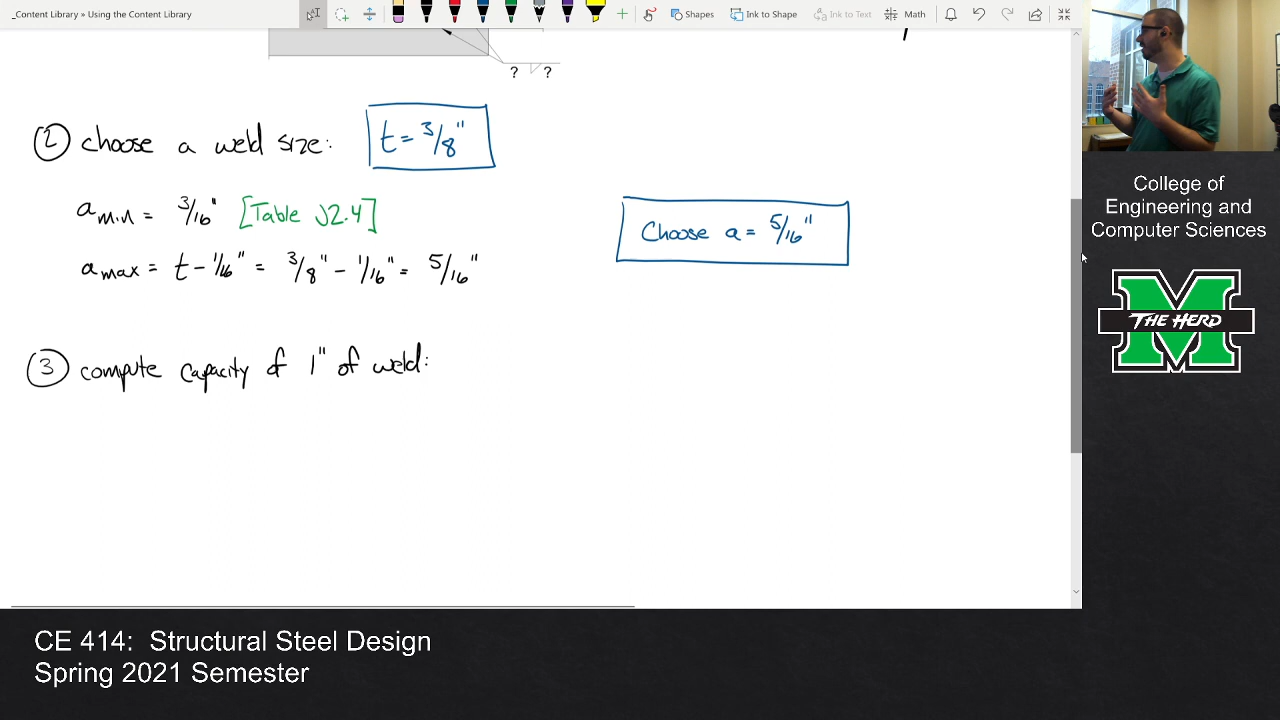 _Content Library » Using the Content Library
Shapes
Ink to Shape
Ink to Text
Math
? ?
② choose a weld size: t = 3/8"
a min = 3/16" [Table J2.4]
Choose a = 5/16"
a max = t - 1/16" = 3/8" - 1/16" = 5/16"
③ compute capacity of 1" of weld:
College of
Engineering and
Computer Sciences
M
THE HERD
CE 414: Structural Steel Design
Spring 2021 Semester